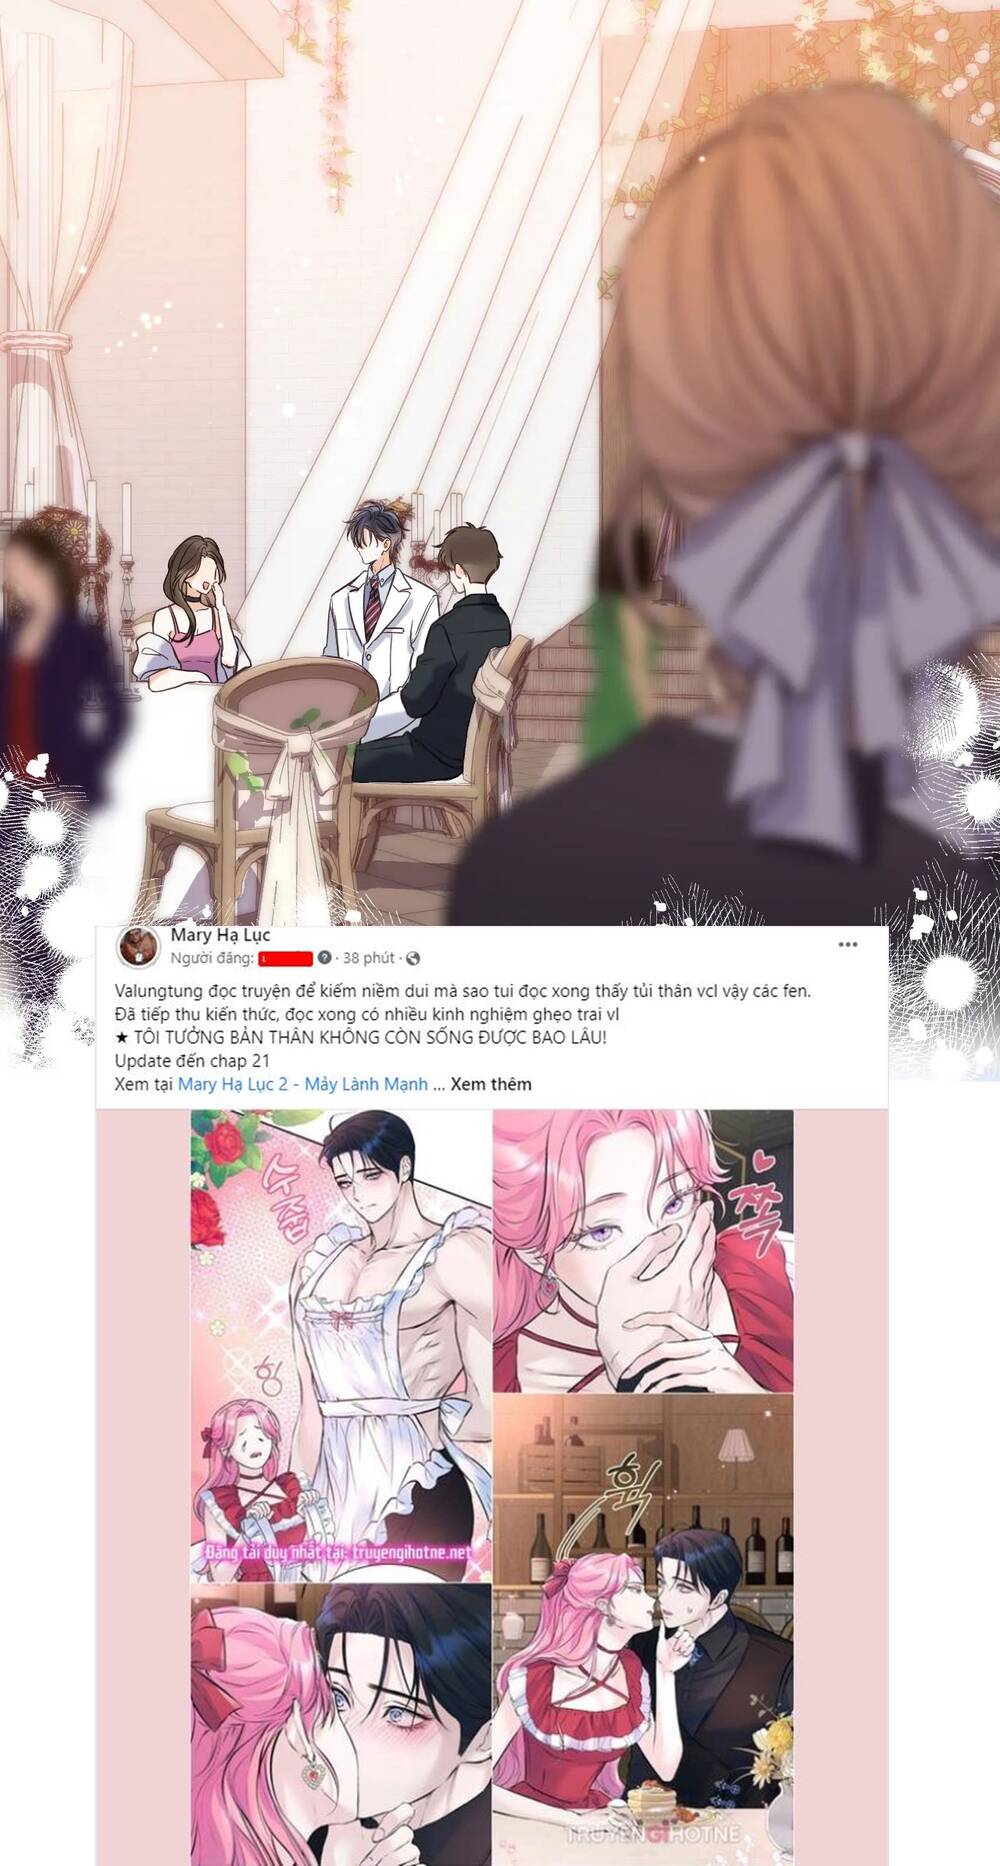 Mary Hạ Lục
Người đăng: 38 phút
Valungtung đọc truyện để kiếm niềm dui mà sao tui đọc xong thấy tủi thân vcl vậy các fen.
Đã tiếp thu kiến thức, đọc xong có nhiều kinh nghiệm ghẹo trai vl
★ TÔI TƯỞNG BẢN THÂN KHÔNG CÒN SỐNG ĐƯỢC BAO LÂU!
Update đến chap 21
Xem tại Mary Hạ Lục 2 - Mảy Lành Mạnh ... Xem thêm
수줍
쪽
힝
휙
Đăng tải duy nhất tại: truyengihotne.net
TRUYENGIHOTNE